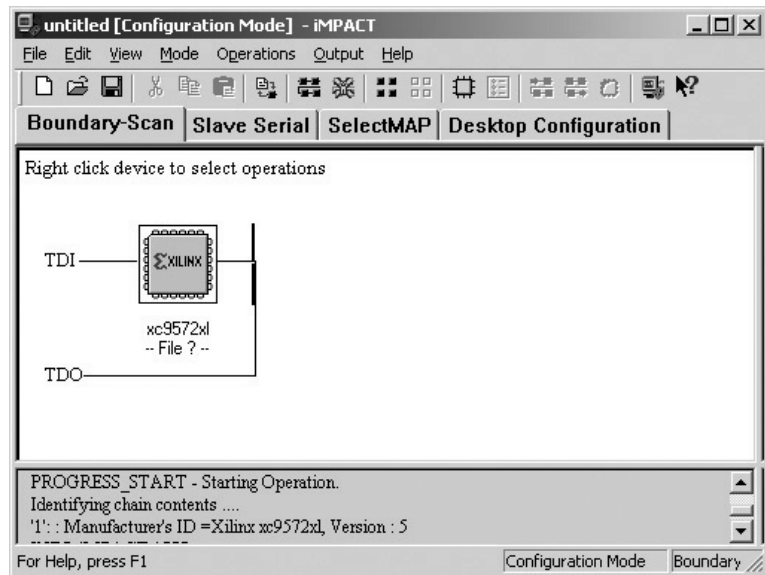 untitled [Configuration Mode] - iMPACT
File Edit View Mode Operations Output Help
Boundary-Scan Slave Serial SelectMAP Desktop Configuration
Right click device to select operations
TDI
XILINX
xc9572xl
-- File ? --
TDO
PROGRESS_START - Starting Operation.
Identifying chain contents ....
'1': : Manufacturer's ID =Xilinx xc9572xl, Version : 5
For Help, press F1 Configuration Mode Boundary